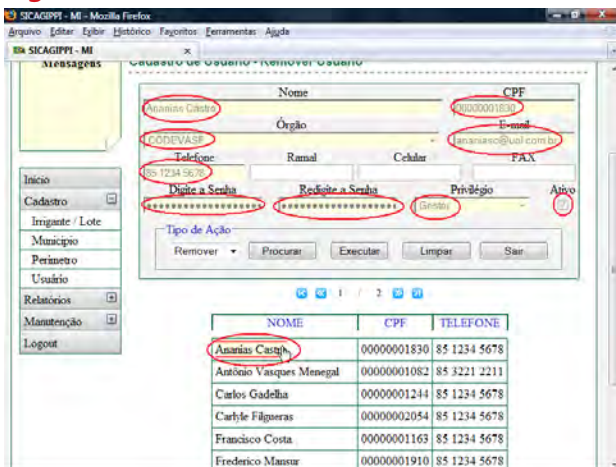 SICAGIPPI - MI - Mozilla Firefox
Arquivo Editar Exibir Histórico Favoritos Ferramentas Ajuda
SICAGIPPI - MI
Mensagens
Cadastro de Usuário - Remover Usuário
Nome CPF
Ananias Castro 00000001830
Órgão E-mail
CODEVASF ananiasc@uol.com.br
Telefone Ramal Celular FAX
85 1234 5678
Digite a Senha Redigite a Senha Privilégio Ativo
Gestor
Tipo de Ação
Remover Procurar Executar Limpar Sair
Início
Cadastro
Irrigante / Lote
Município
Perímetro
Usuário
Relatórios
Manutenção
Logout
1 / 2
NOME CPF TELEFONE
Ananias Castro 00000001830 85 1234 5678
Antônio Vasques Menegal 00000001082 85 3221 2211
Carlos Gadelha 00000001244 85 1234 5678
Carlyle Filgueras 00000002054 85 1234 5678
Francisco Costa 00000001163 85 1234 5678
Frederico Mansur 00000001910 85 1234 5678